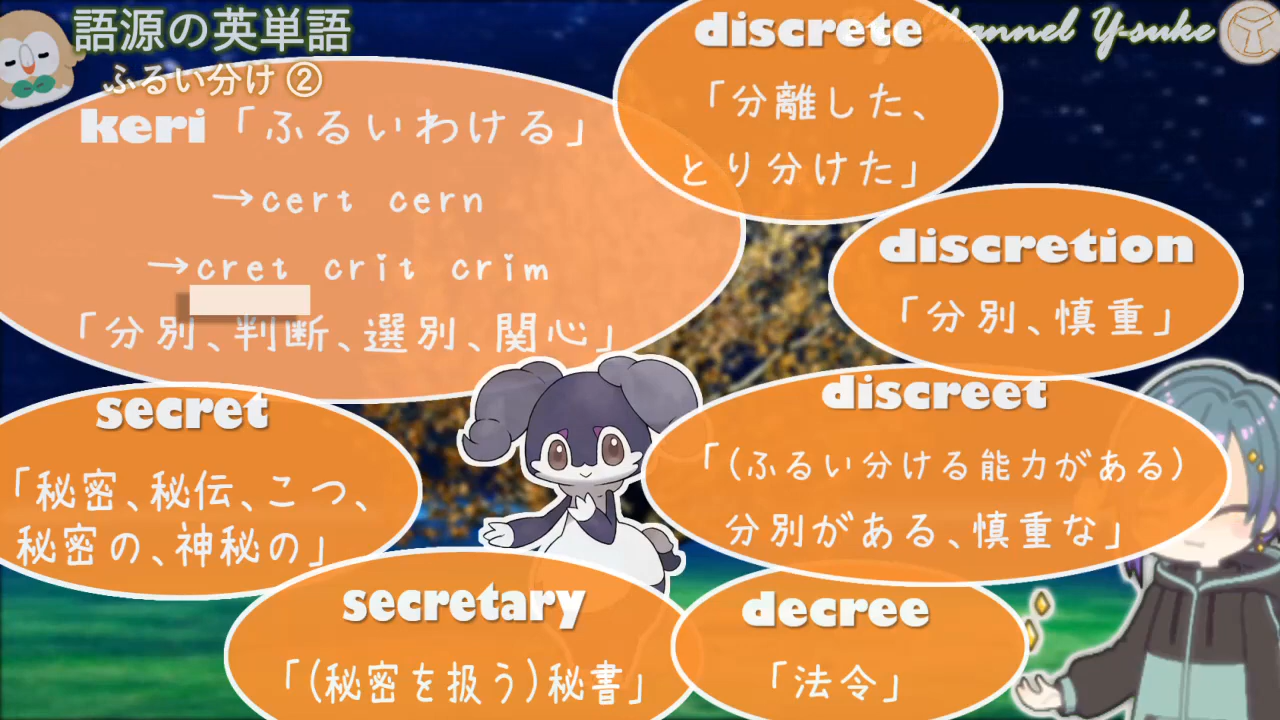 語源の英単語
ふるい分け ②
Channel Y-suke
keri「ふるいわける」
→cert cern
→cret crit crim
「分別、判断、選別、関心」
discrete
「分離した、
とり分けた」
discretion
「分別、慎重」
secret
「秘密、秘伝、こつ、
秘密の、神秘の」
discreet
「(ふるい分ける能力がある)
分別がある、慎重な」
secretary
「(秘密を扱う)秘書」
decree
「法令」